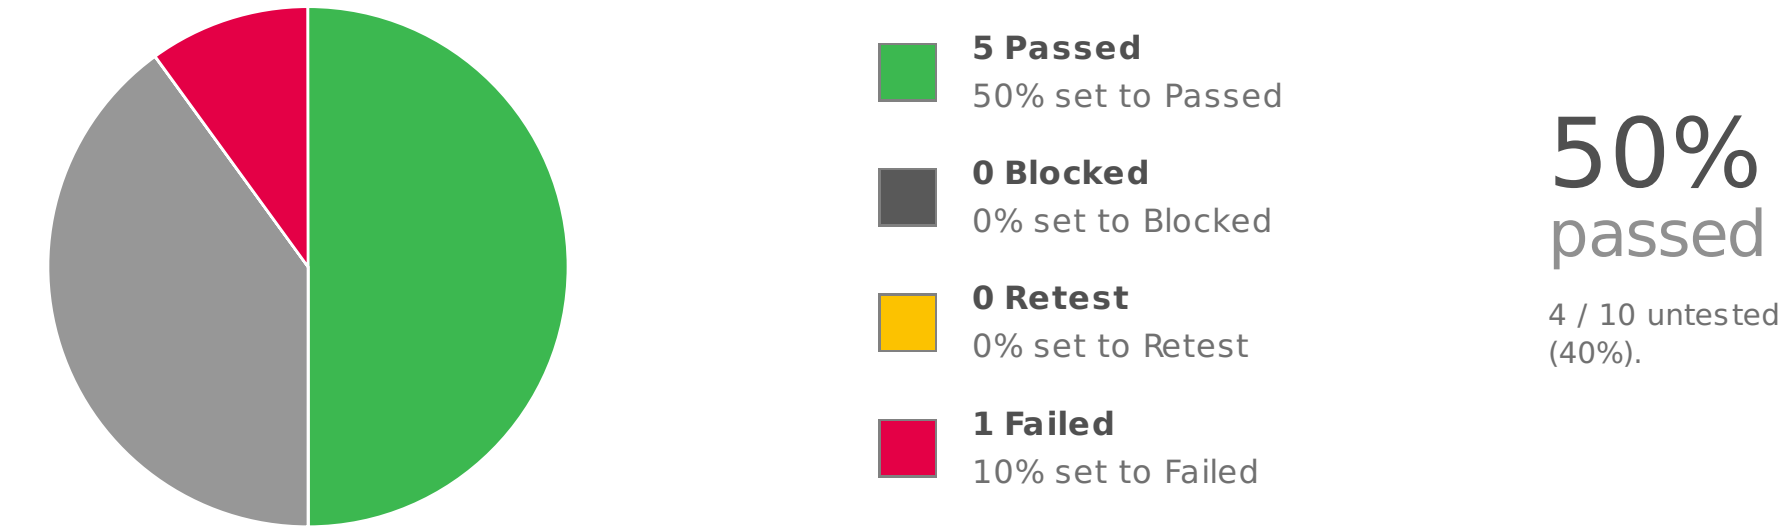 5 Passed
50% set to Passed
0 Blocked
0% set to Blocked
0 Retest
0% set to Retest
1 Failed
10% set to Failed
50%
passed
4 / 10 untested
(40%).